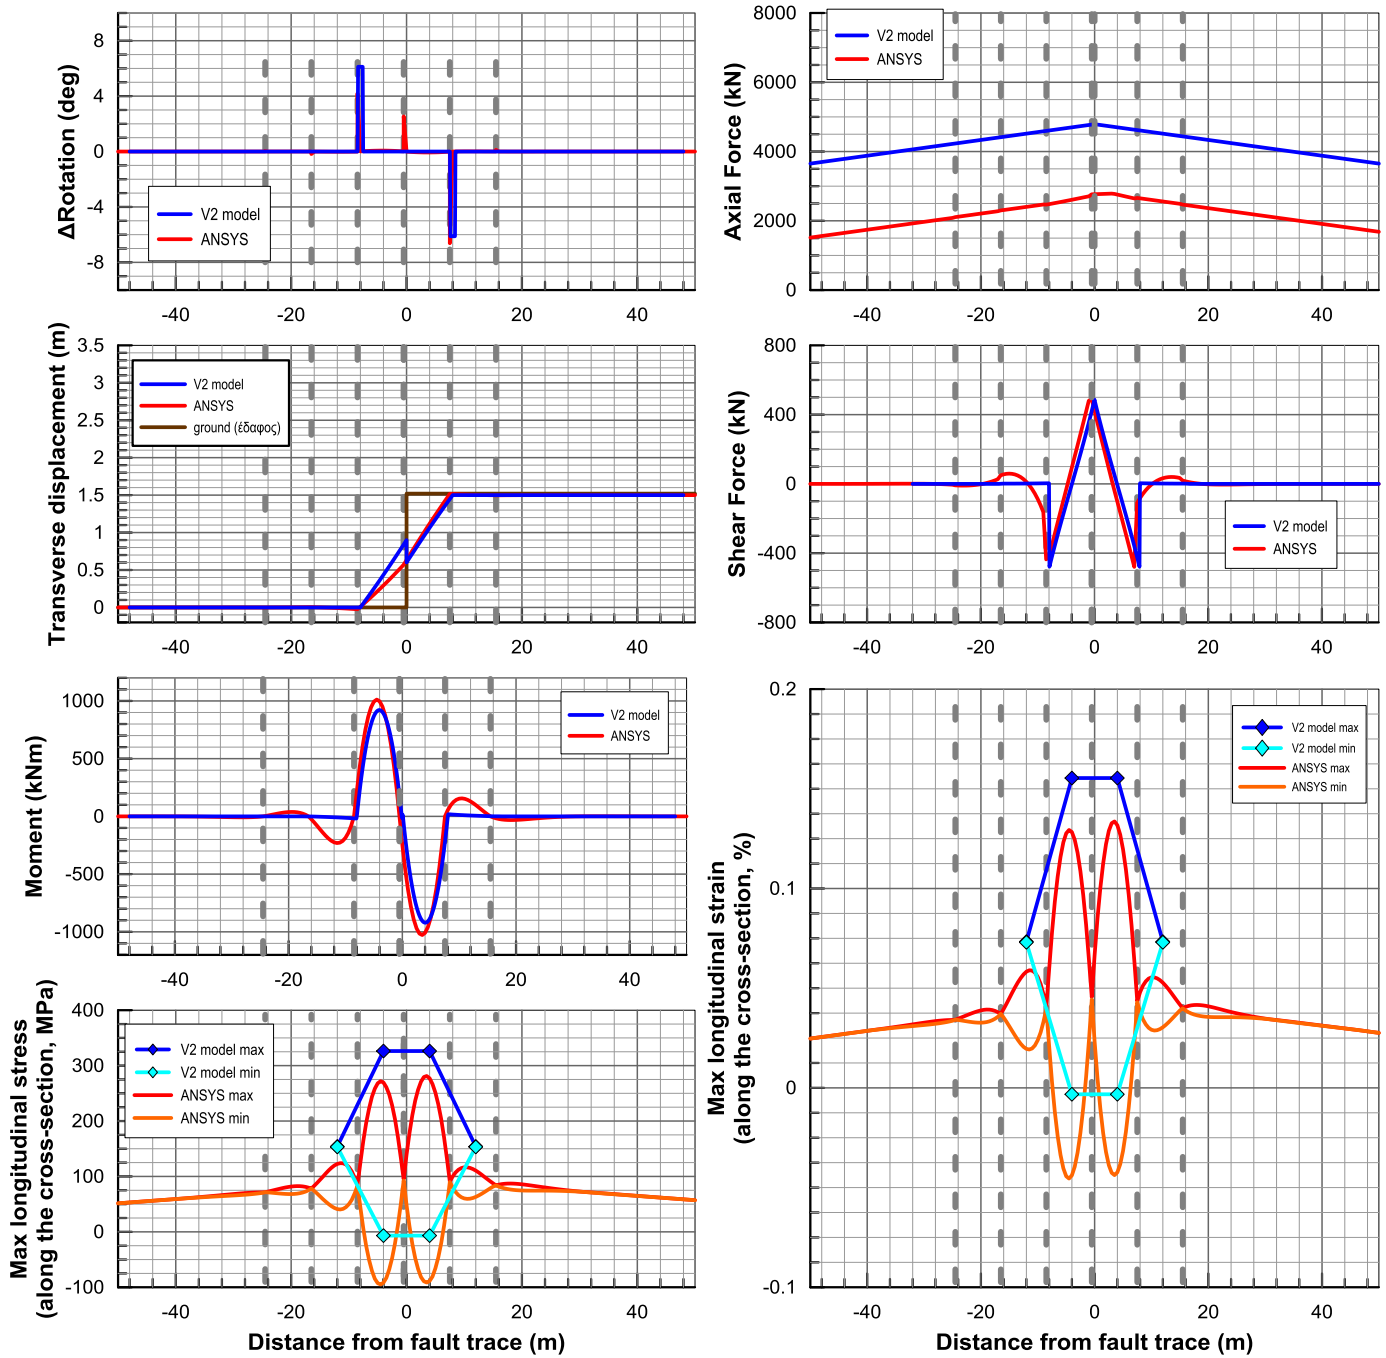 ΔRotation (deg)
8
4
0
-4
-8
V2 model
ANSYS
-40
-20
0
20
40
Axial Force (kN)
8000
6000
4000
2000
0
V2 model
ANSYS
-40
-20
0
20
40
Transverse displacement (m)
3.5
3
2.5
2
1.5
1
0.5
0
V2 model
ANSYS
ground (έδαφος)
-40
-20
0
20
40
Shear Force (kN)
800
400
0
-400
-800
V2 model
ANSYS
-40
-20
0
20
40
Moment (kNm)
1000
500
0
-500
-1000
V2 model
ANSYS
-40
-20
0
20
40
Max longitudinal stress
(along the cross-section, MPa)
400
300
200
100
0
-100
V2 model max
V2 model min
ANSYS max
ANSYS min
-40
-20
0
20
40
Distance from fault trace (m)
Max longitudinal strain
(along the cross-section, %)
0.2
0.1
0
-0.1
V2 model max
V2 model min
ANSYS max
ANSYS min
-40
-20
0
20
40
Distance from fault trace (m)